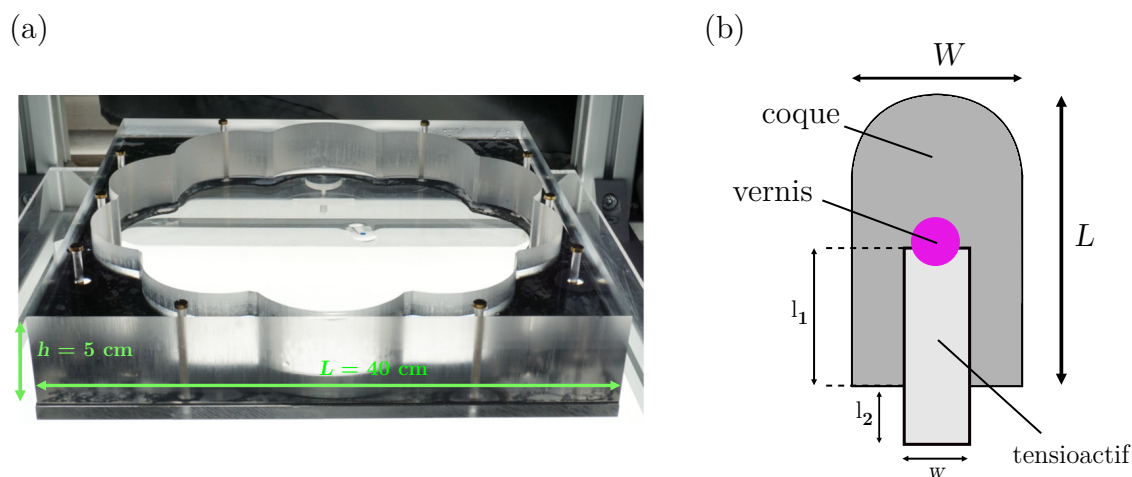 (a)
(b)
W
coque
vernis
L
l₁
h = 5 cm
L = 40 cm
l₂
tensioactif
w